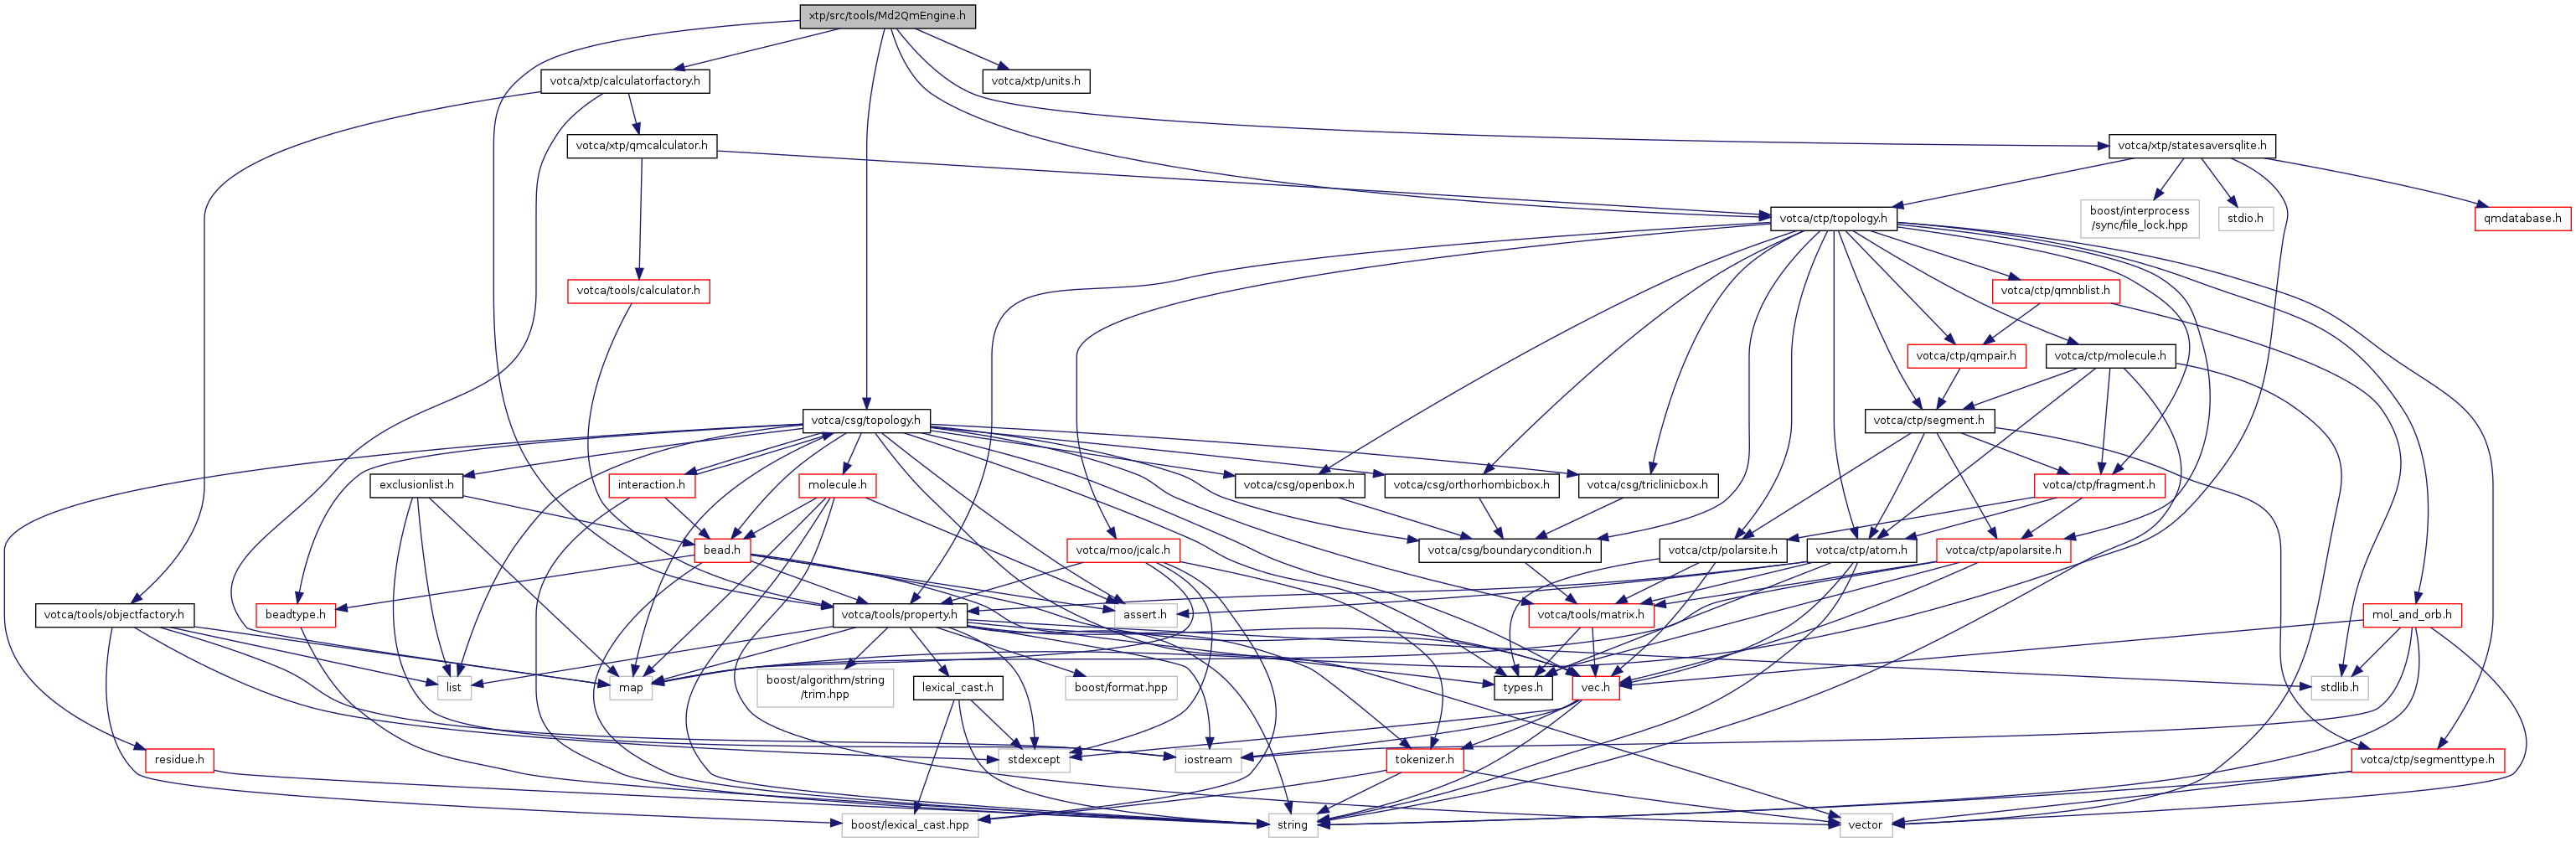 xtp/src/tools/Md2QmEngine.h
votca/xtp/calculatorfactory.h
votca/xtp/units.h
votca/xtp/qmcalculator.h
votca/xtp/statesaversqlite.h
votca/ctp/topology.h
boost/interprocess
/sync/file_lock.hpp
stdio.h
qmdatabase.h
votca/tools/calculator.h
votca/ctp/qmnblist.h
votca/ctp/qmpair.h
votca/ctp/molecule.h
votca/csg/topology.h
votca/ctp/segment.h
exclusionlist.h
interaction.h
molecule.h
votca/csg/openbox.h
votca/csg/orthorhombicbox.h
votca/csg/triclinicbox.h
votca/ctp/fragment.h
bead.h
votca/moo/jcalc.h
votca/csg/boundarycondition.h
votca/ctp/polarsite.h
votca/ctp/atom.h
votca/ctp/apolarsite.h
votca/tools/objectfactory.h
beadtype.h
votca/tools/property.h
assert.h
votca/tools/matrix.h
mol_and_orb.h
list
map
boost/algorithm/string
/trim.hpp
lexical_cast.h
boost/format.hpp
types.h
vec.h
stdlib.h
residue.h
stdexcept
iostream
tokenizer.h
votca/ctp/segmenttype.h
boost/lexical_cast.hpp
string
vector